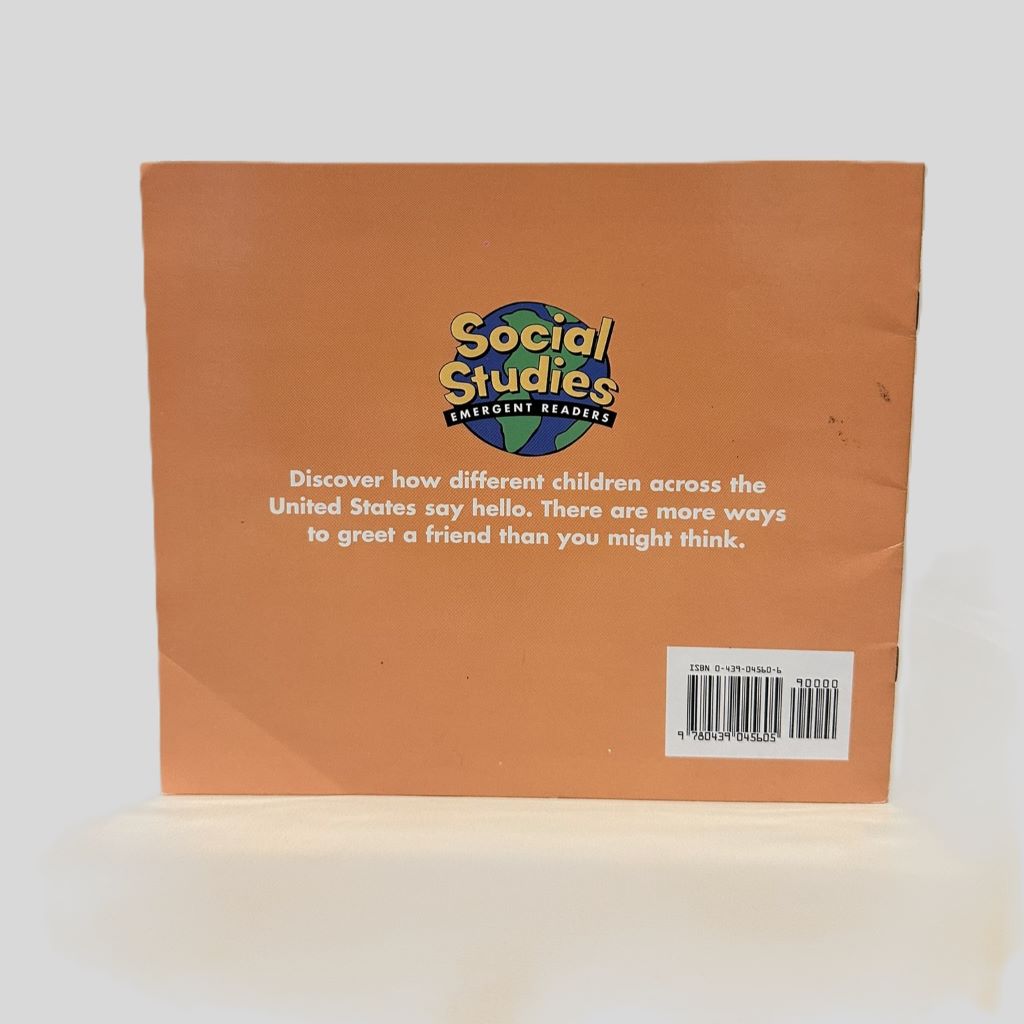 Social
Studies
EMERGENT READERS
Discover how different children across the
United States say hello. There are more ways
to greet a friend than you might think.
ISBN 0-439-04560-6
90000
9 780439 045605